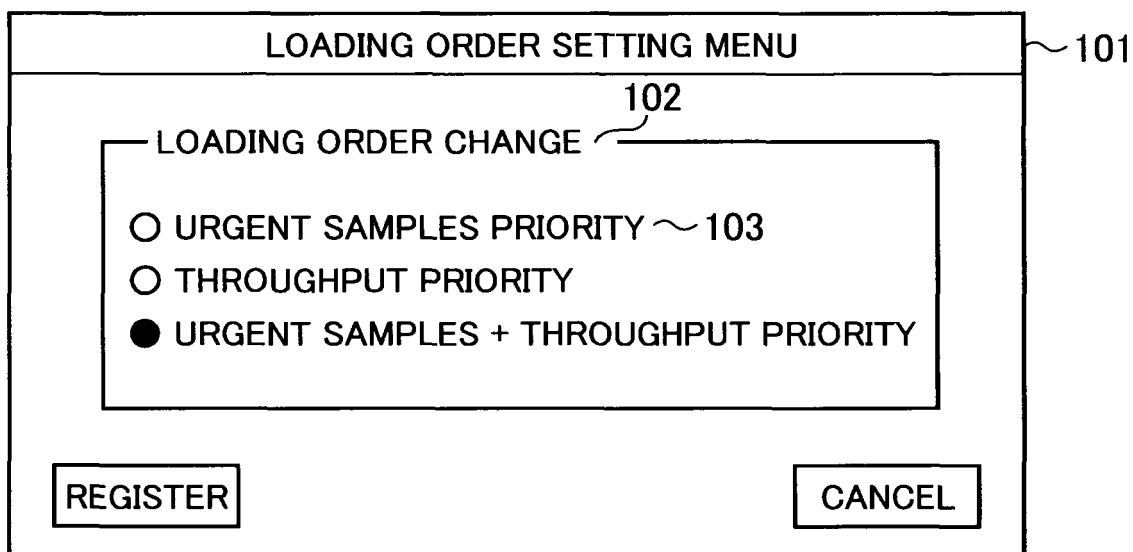 LOADING ORDER SETTING MENU
101
102
LOADING ORDER CHANGE
URGENT SAMPLES PRIORITY 103
THROUGHPUT PRIORITY
URGENT SAMPLES + THROUGHPUT PRIORITY
REGISTER
CANCEL